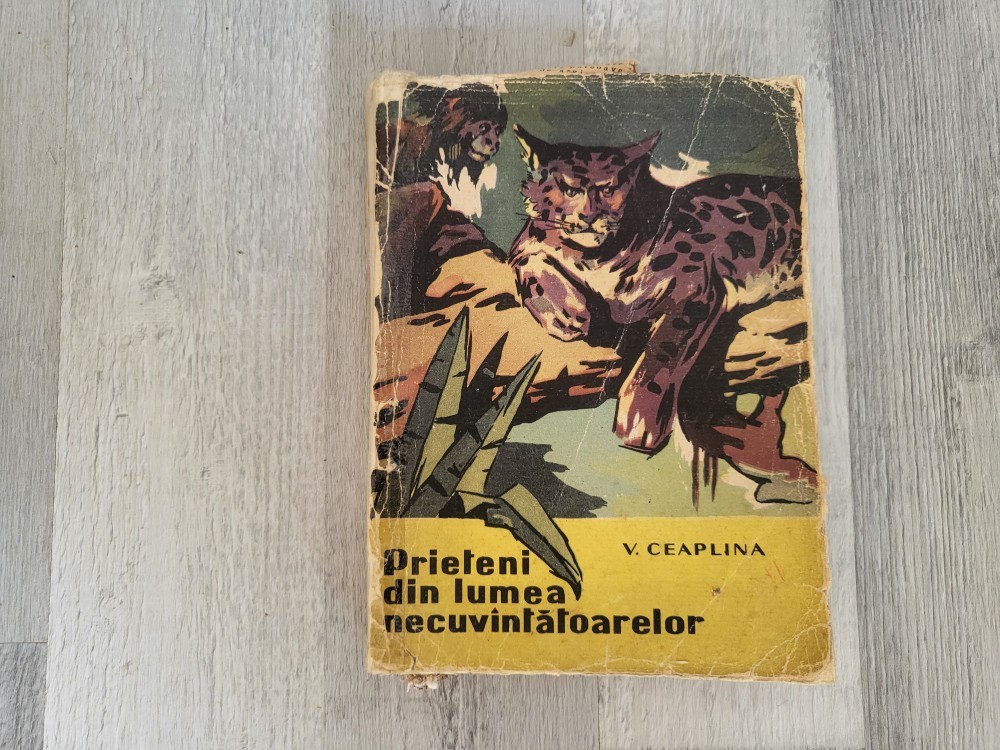 V. CEAPLINA
Prieteni
din lumea
necuvîntătoarelor